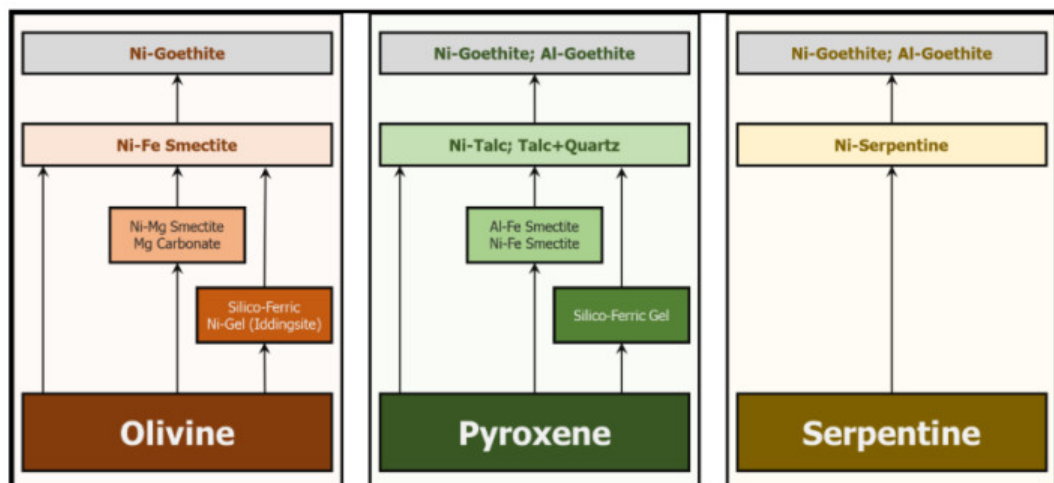 Ni-Goethite
Ni-Fe Smectite
Ni-Mg Smectite
Mg Carbonate
Silico-Ferric
Ni-Gel (Iddingsite)
Olivine
Ni-Goethite; Al-Goethite
Ni-Talc; Talc+Quartz
Al-Fe Smectite
Ni-Fe Smectite
Silico-Ferric Gel
Pyroxene
Ni-Goethite; Al-Goethite
Ni-Serpentine
Serpentine